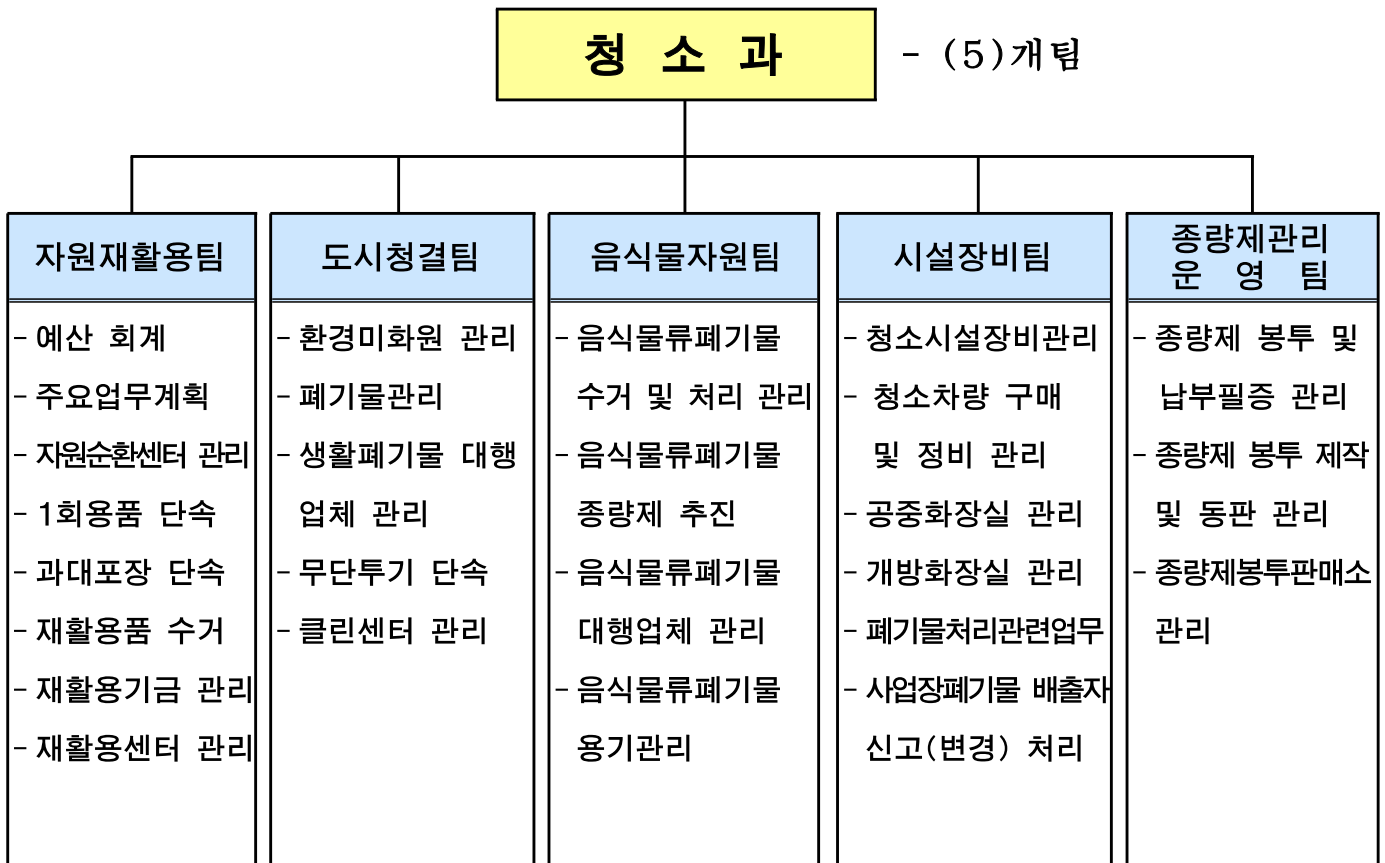 청 소 과
- (5)개팀
자원재활용팀
- 예산 회계
- 주요업무계획
- 자원순환센터 관리
- 1회용품 단속
- 과대포장 단속
- 재활용품 수거
- 재활용기금 관리
- 재활용센터 관리
도시청결팀
- 환경미화원 관리
- 폐기물관리
- 생활폐기물 대행
업체 관리
- 무단투기 단속
- 클린센터 관리
음식물자원팀
- 음식물류폐기물
수거 및 처리 관리
- 음식물류폐기물
종량제 추진
- 음식물류폐기물
대행업체 관리
- 음식물류폐기물
용기관리
시설장비팀
- 청소시설장비관리
- 청소차량 구매
및 정비 관리
- 공중화장실 관리
- 개방화장실 관리
- 폐기물처리관련업무
- 사업장폐기물 배출자
신고(변경) 처리
종량제관리
운 영 팀
- 종량제 봉투 및
납부필증 관리
- 종량제 봉투 제작
및 동판 관리
- 종량제봉투판매소
관리